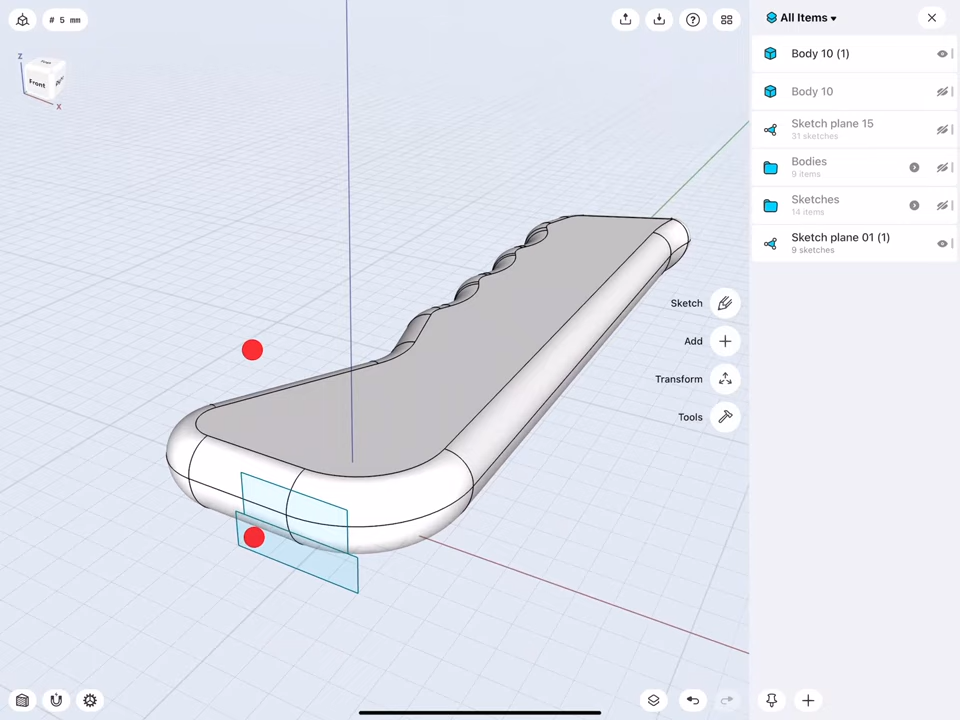 # 5 mm
Z
Front
X
All Items
Body 10 (1)
Body 10
Sketch plane 15
31 sketches
Bodies
9 items
Sketches
14 items
Sketch plane 01 (1)
9 sketches
Sketch
Add
Transform
Tools